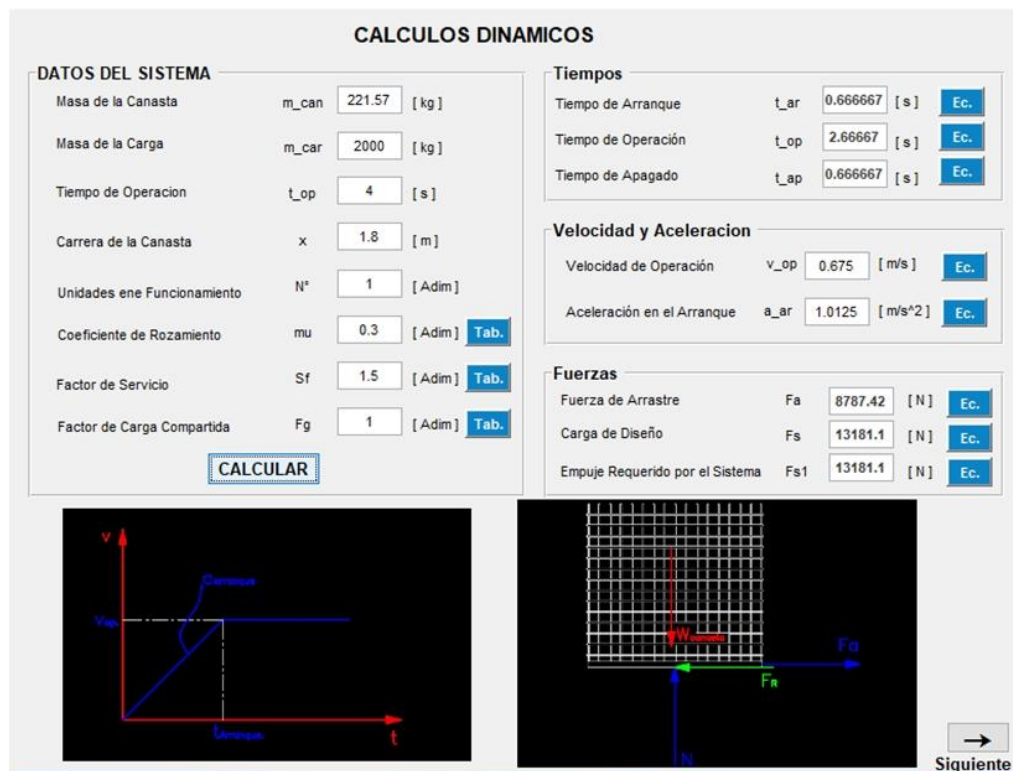 CALCULOS DINAMICOS
DATOS DEL SISTEMA
Masa de la Canasta m_can 221.57 [ kg ]
Masa de la Carga m_car 2000 [ kg ]
Tiempo de Operacion t_op 4 [ s ]
Carrera de la Canasta x 1.8 [ m ]
Unidades ene Funcionamiento N° 1 [ Adim ]
Coeficiente de Rozamiento mu 0.3 [ Adim ] Tab.
Factor de Servicio Sf 1.5 [ Adim ] Tab.
Factor de Carga Compartida Fg 1 [ Adim ] Tab.
CALCULAR
Tiempos
Tiempo de Arranque t_ar 0.666667 [ s ] Ec.
Tiempo de Operación t_op 2.66667 [ s ] Ec.
Tiempo de Apagado t_ap 0.666667 [ s ] Ec.
Velocidad y Aceleracion
Velocidad de Operación v_op 0.675 [ m/s ] Ec.
Aceleración en el Arranque a_ar 1.0125 [ m/s^2 ] Ec.
Fuerzas
Fuerza de Arrastre Fa 8787.42 [ N ] Ec.
Carga de Diseño Fs 13181.1 [ N ] Ec.
Empuje Requerido por el Sistema Fs1 13181.1 [ N ] Ec.
v
t
Fa
FR
N
Siguiente